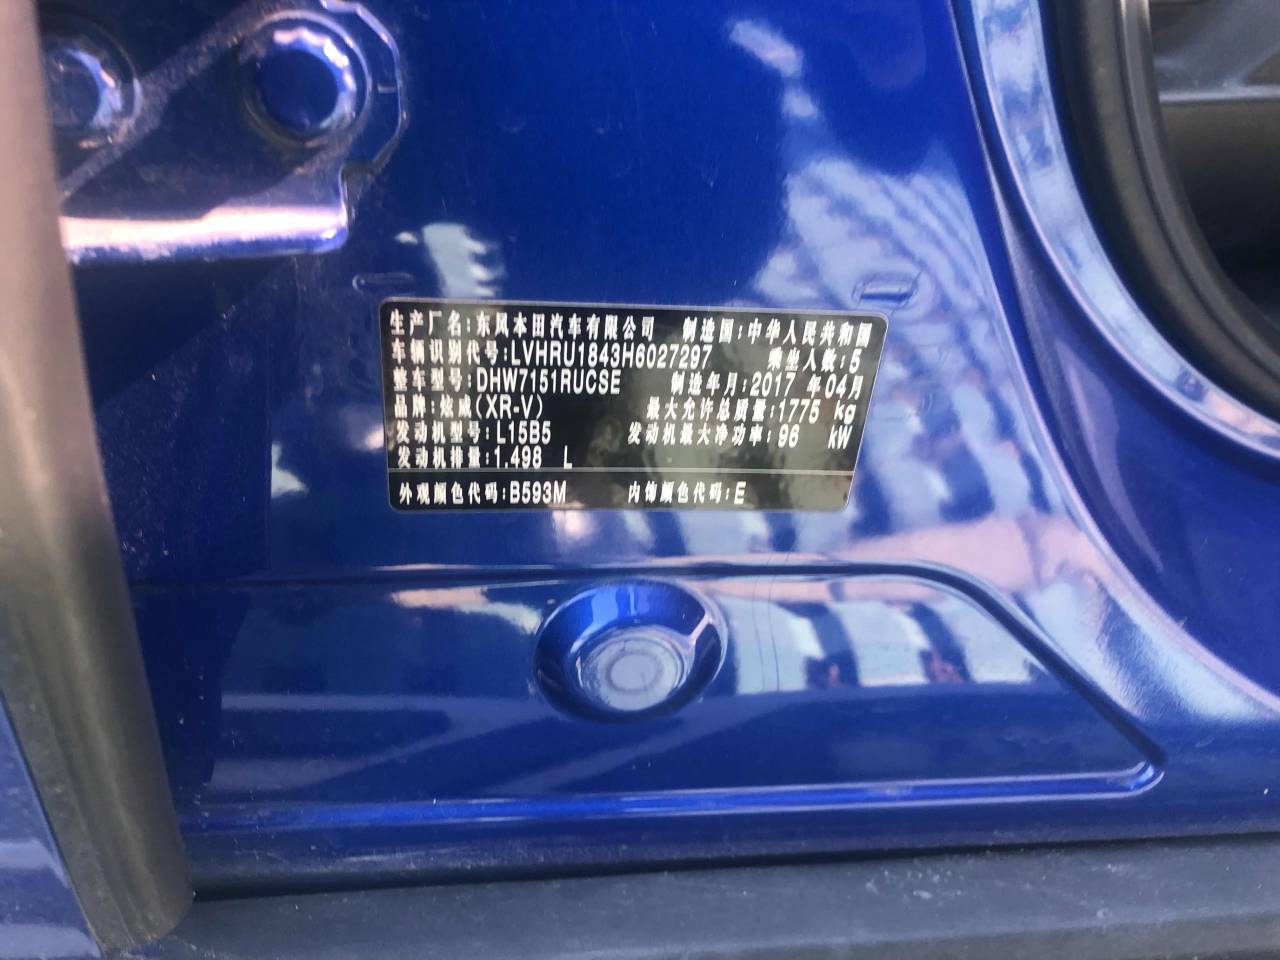 生产厂名:东风本田汽车有限公司 制造国:中华人民共和国
车辆识别代号:LVHRU1843H6027297 乘坐人数:5
整车型号:DHW7151RUCSE 制造年月:2017 年04月
品牌:炫威(XR-V) 最大允许总质量:1775 kg
发动机型号:L15B5 发动机最大净功率:96 kW
发动机排量:1.498 L
外观颜色代码:B593M 内饰颜色代码:E